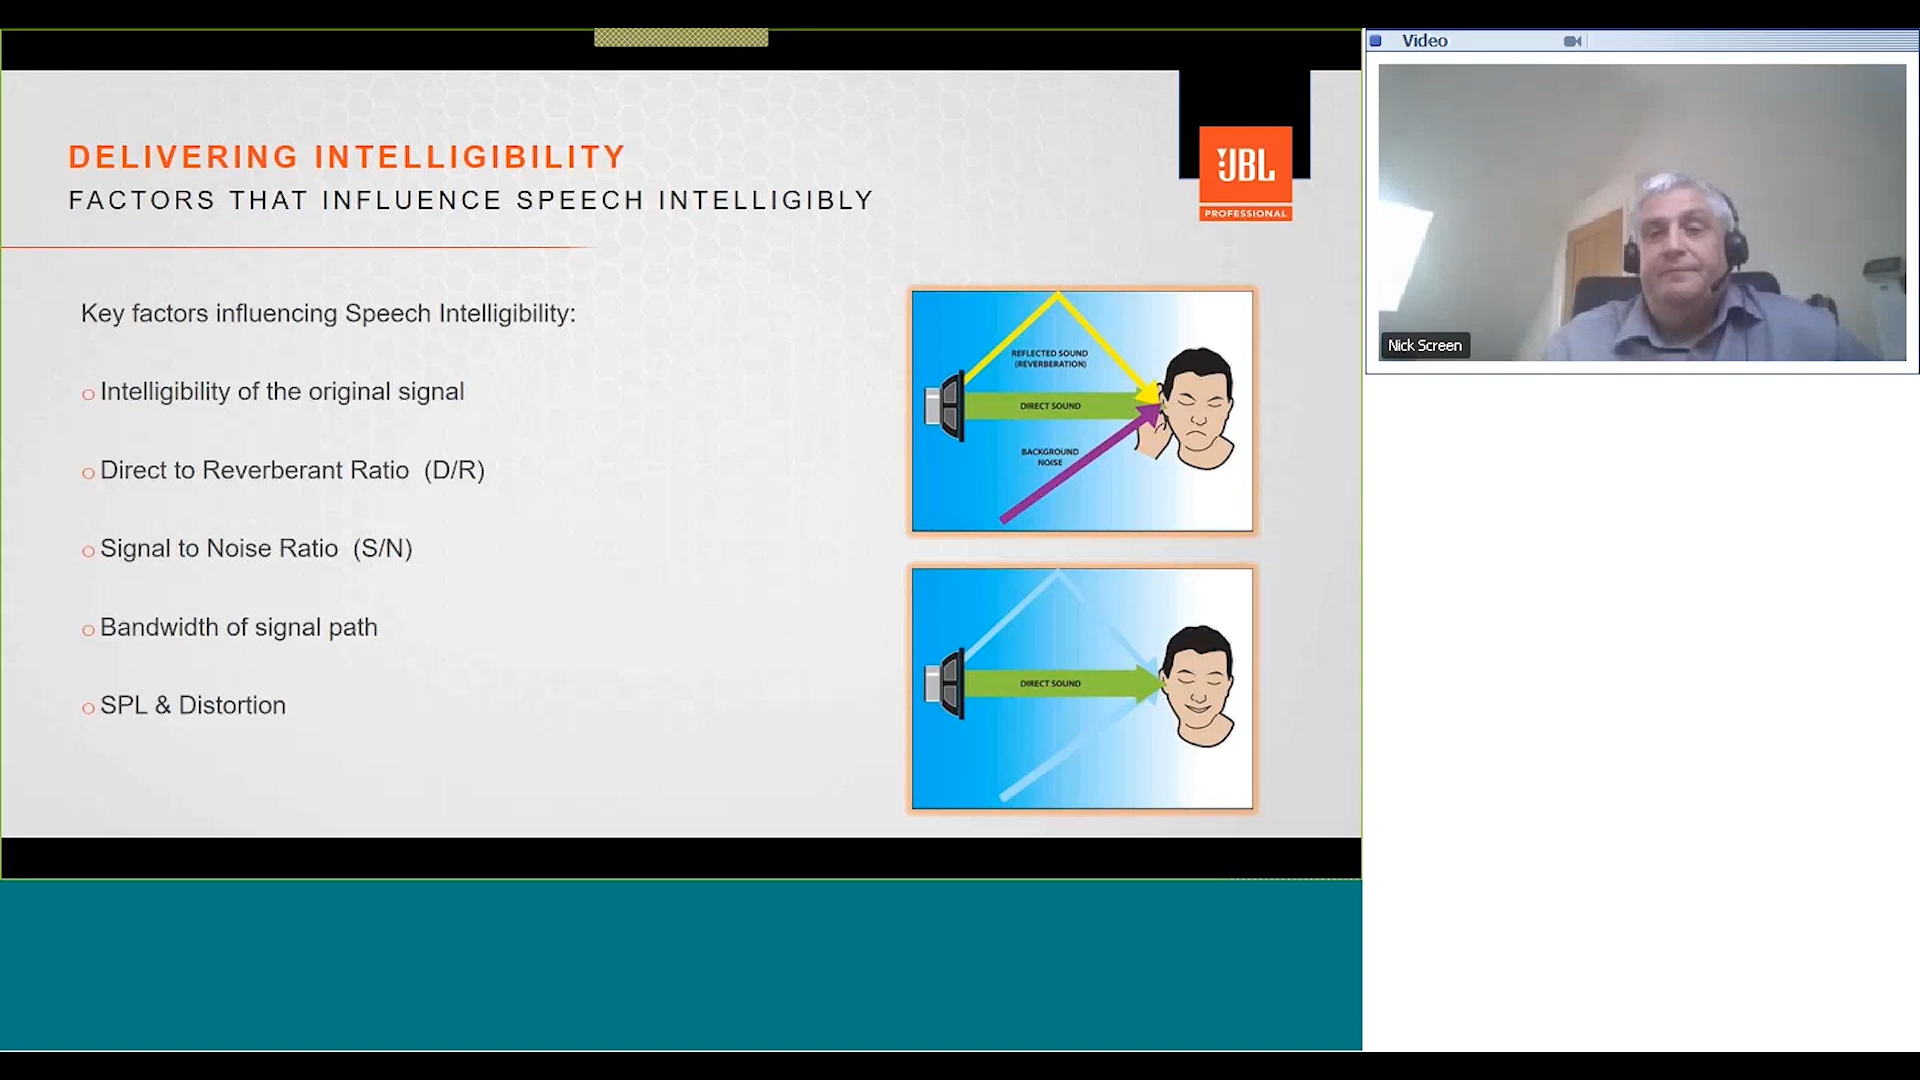 DELIVERING INTELLIGIBILITY
FACTORS THAT INFLUENCE SPEECH INTELLIGIBLY
JBL
PROFESSIONAL
Key factors influencing Speech Intelligibility:
Intelligibility of the original signal
Direct to Reverberant Ratio (D/R)
Signal to Noise Ratio (S/N)
Bandwidth of signal path
SPL & Distortion
REFLECTED SOUND
(REVERBERATION)
DIRECT SOUND
BACKGROUND
NOISE
DIRECT SOUND
Video
Nick Screen